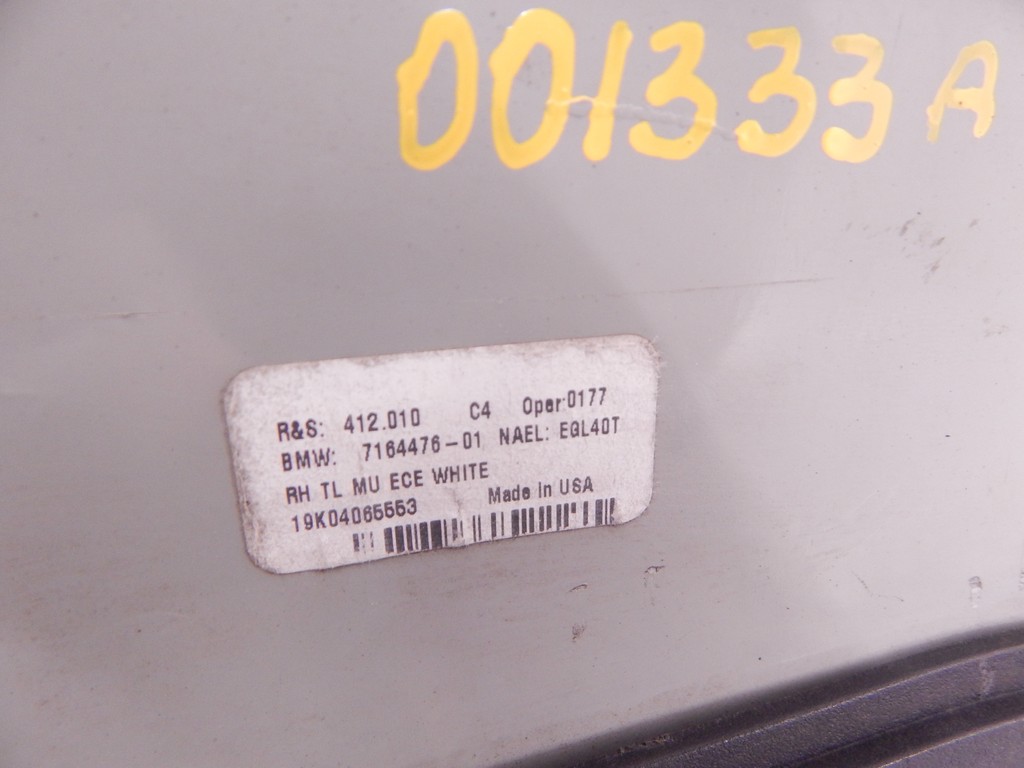 001333A
R&S: 412.010 C4 Oper:0177
BMW: 7164476-01 NAEL: EGL40T
RH TL MU ECE WHITE
19K04065553 Made in USA